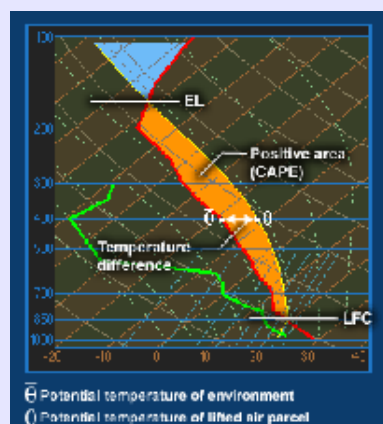 100
EL
200
Positive area
(CAPE)
300
400
θ̅ θ
Temperature
difference
500
700
850
LFC
1000
-20 -10 0 10 20 30 40
θ̅ Potential temperature of environment
θ Potential temperature of lifted air parcel